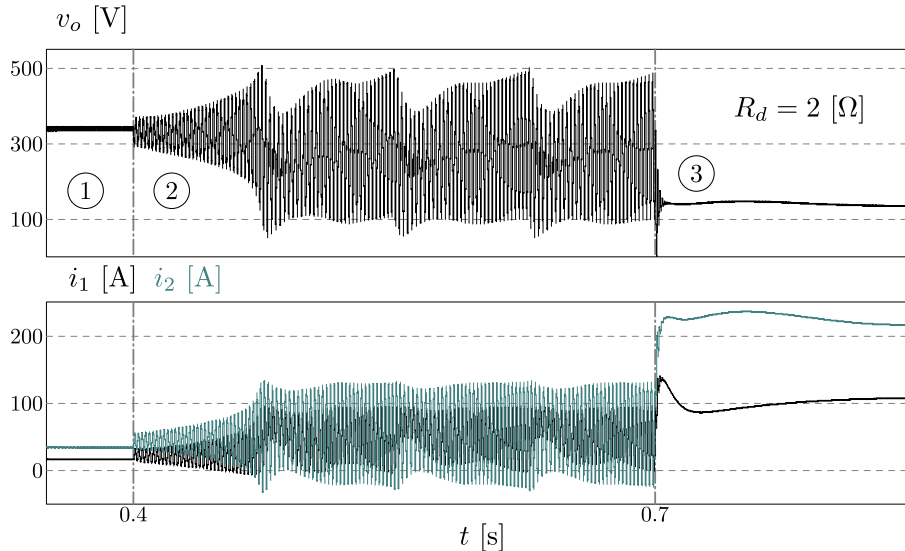 v_o [V]
500
R_d = 2 [Ω]
300
1 2 3
100
i_1 [A] i_2 [A]
200
100
0
0.4 0.7
t [s]